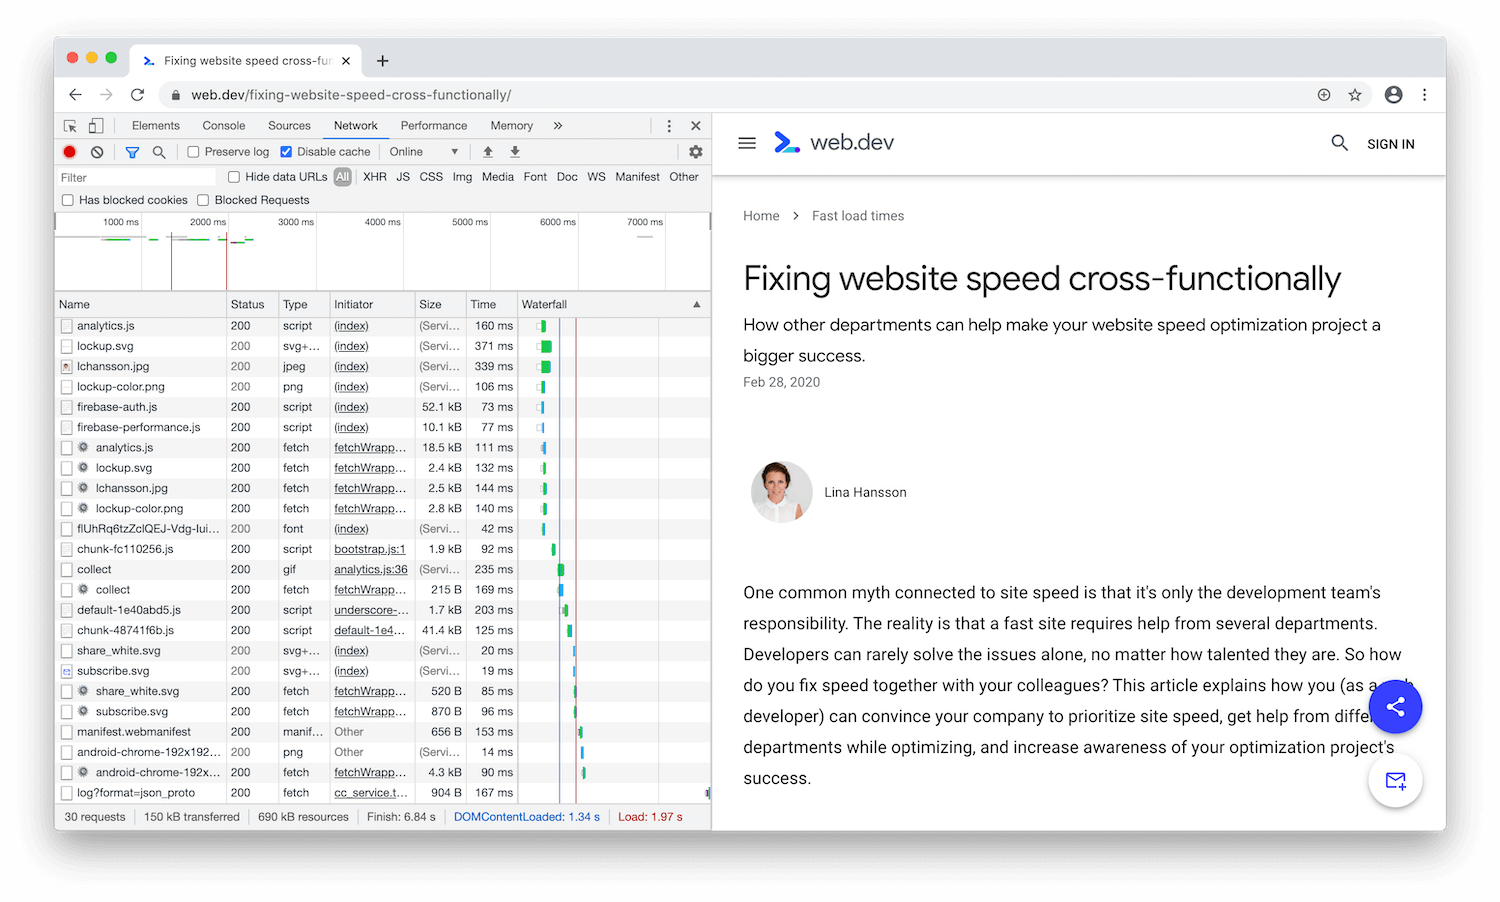 Fixing website speed cross-fun
web.dev/fixing-website-speed-cross-functionally/
Elements Console Sources Network Performance Memory »
Preserve log Disable cache Online
Filter Hide data URLs All XHR JS CSS Img Media Font Doc WS Manifest Other
Has blocked cookies Blocked Requests
1000 ms 2000 ms 3000 ms 4000 ms 5000 ms 6000 ms 7000 ms
Name Status Type Initiator Size Time Waterfall
analytics.js 200 script (index) (Servi... 160 ms
lockup.svg 200 svg+... (index) (Servi... 371 ms
lchansson.jpg 200 jpeg (index) (Servi... 339 ms
lockup-color.png 200 png (index) (Servi... 106 ms
firebase-auth.js 200 script (index) 52.1 kB 73 ms
firebase-performance.js 200 script (index) 10.1 kB 77 ms
analytics.js 200 fetch fetchWrapp... 18.5 kB 111 ms
lockup.svg 200 fetch fetchWrapp... 2.4 kB 132 ms
lchansson.jpg 200 fetch fetchWrapp... 2.5 kB 144 ms
lockup-color.png 200 fetch fetchWrapp... 2.8 kB 140 ms
200 font (index) (Servi... 42 ms
chunk-fc110256.js 200 script bootstrap.js:1 1.9 kB 92 ms
collect 200 gif analytics.js:36 (Servi... 235 ms
collect 200 fetch fetchWrapp... 215 B 169 ms
default-1e40abd5.js 200 script underscore-... 1.7 kB 203 ms
chunk-48741f6b.js 200 script default-1e4... 41.4 kB 125 ms
share_white.svg 200 svg+... (index) (Servi... 20 ms
subscribe.svg 200 svg+... (index) (Servi... 19 ms
share_white.svg 200 fetch fetchWrapp... 520 B 85 ms
subscribe.svg 200 fetch fetchWrapp... 870 B 96 ms
manifest.webmanifest 200 manif... Other 656 B 153 ms
android-chrome-192x192... 200 png Other (Servi... 14 ms
android-chrome-192x... 200 fetch fetchWrapp... 4.3 kB 90 ms
log?format=json_proto 200 fetch cc_service.t... 904 B 167 ms
30 requests 150 kB transferred 690 kB resources Finish: 6.84 s DOMContentLoaded: 1.34 s Load: 1.97 s
web.dev SIGN IN
Home Fast load times
Fixing website speed cross-functionally
How other departments can help make your website speed optimization project a
bigger success.
Feb 28, 2020
Lina Hansson
One common myth connected to site speed is that it's only the development team's
responsibility. The reality is that a fast site requires help from several departments.
Developers can rarely solve the issues alone, no matter how talented they are. So how
do you fix speed together with your colleagues? This article explains how you (as a
developer) can convince your company to prioritize site speed, get help from
departments while optimizing, and increase awareness of your optimization project's
success.